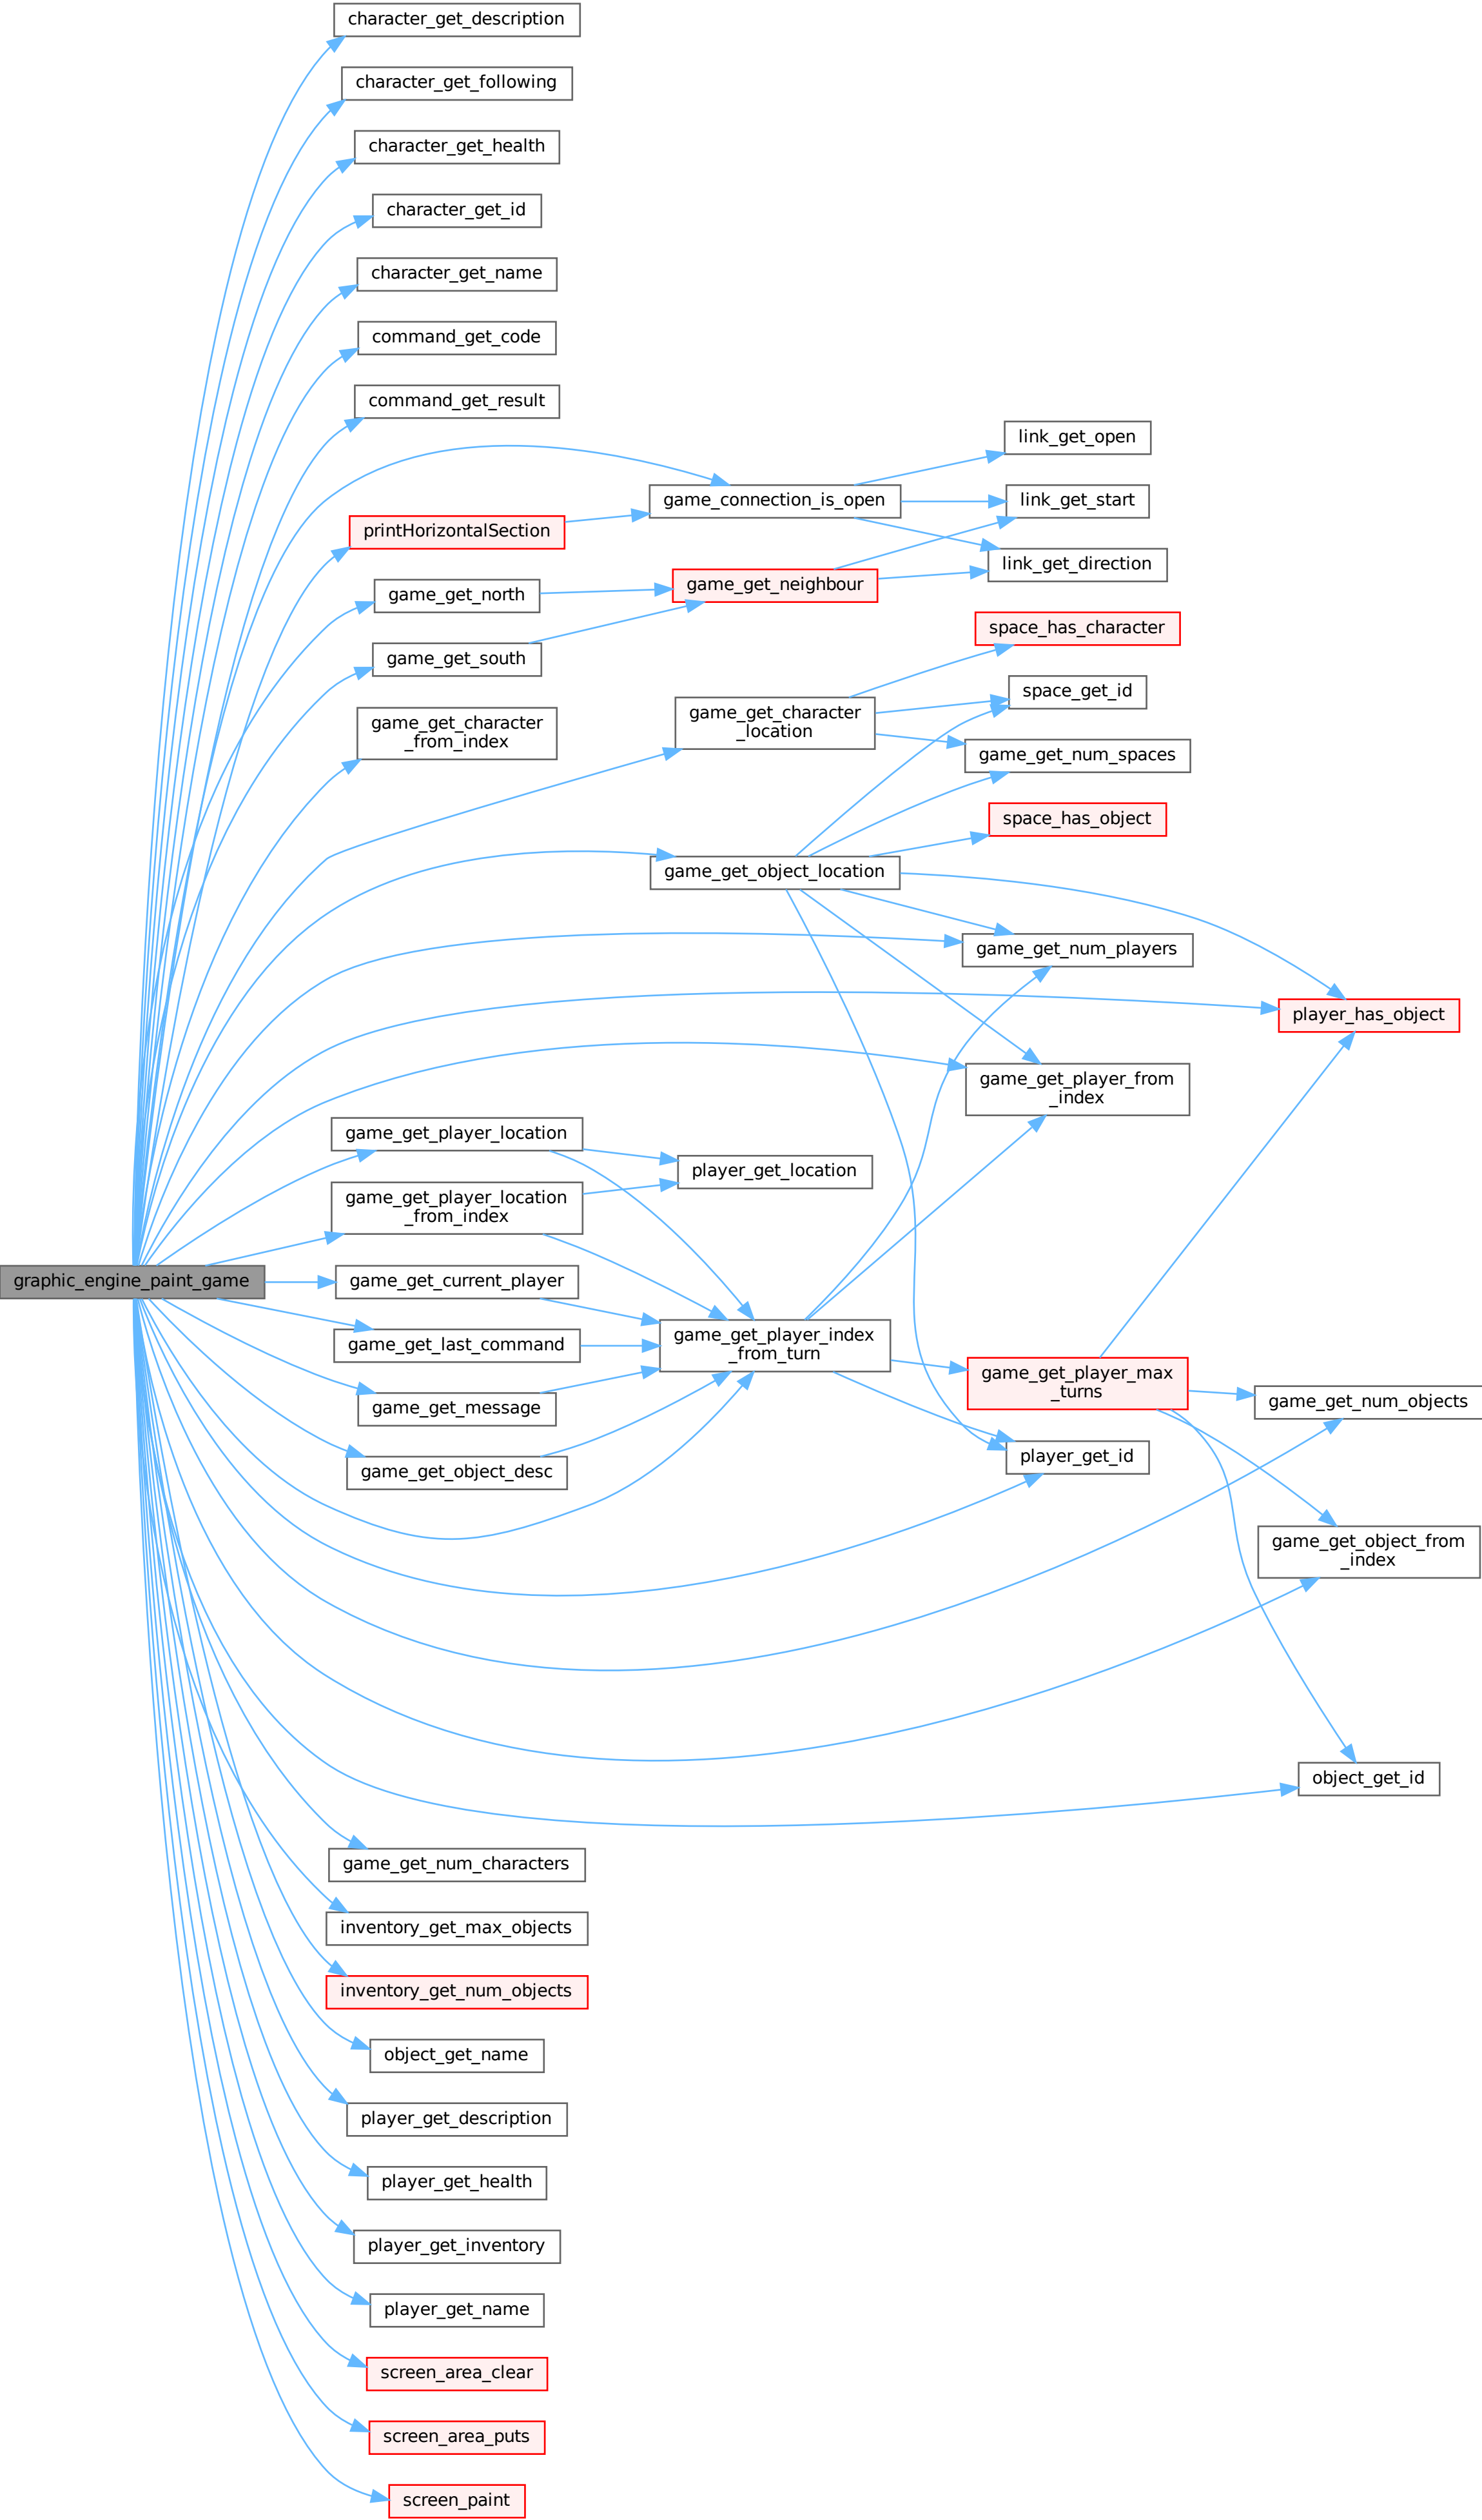 character_get_description
character_get_following
character_get_health
character_get_id
character_get_name
command_get_code
command_get_result
link_get_open
game_connection_is_open
link_get_start
printHorizontalSection
link_get_direction
game_get_neighbour
game_get_north
space_has_character
game_get_south
space_get_id
game_get_character
_from_index
game_get_character
_location
game_get_num_spaces
space_has_object
game_get_object_location
game_get_num_players
player_has_object
game_get_player_from
_index
game_get_player_location
player_get_location
game_get_player_location
_from_index
graphic_engine_paint_game
game_get_current_player
game_get_player_index
_from_turn
game_get_last_command
game_get_player_max
_turns
game_get_num_objects
game_get_message
player_get_id
game_get_object_desc
game_get_object_from
_index
object_get_id
game_get_num_characters
inventory_get_max_objects
inventory_get_num_objects
object_get_name
player_get_description
player_get_health
player_get_inventory
player_get_name
screen_area_clear
screen_area_puts
screen_paint